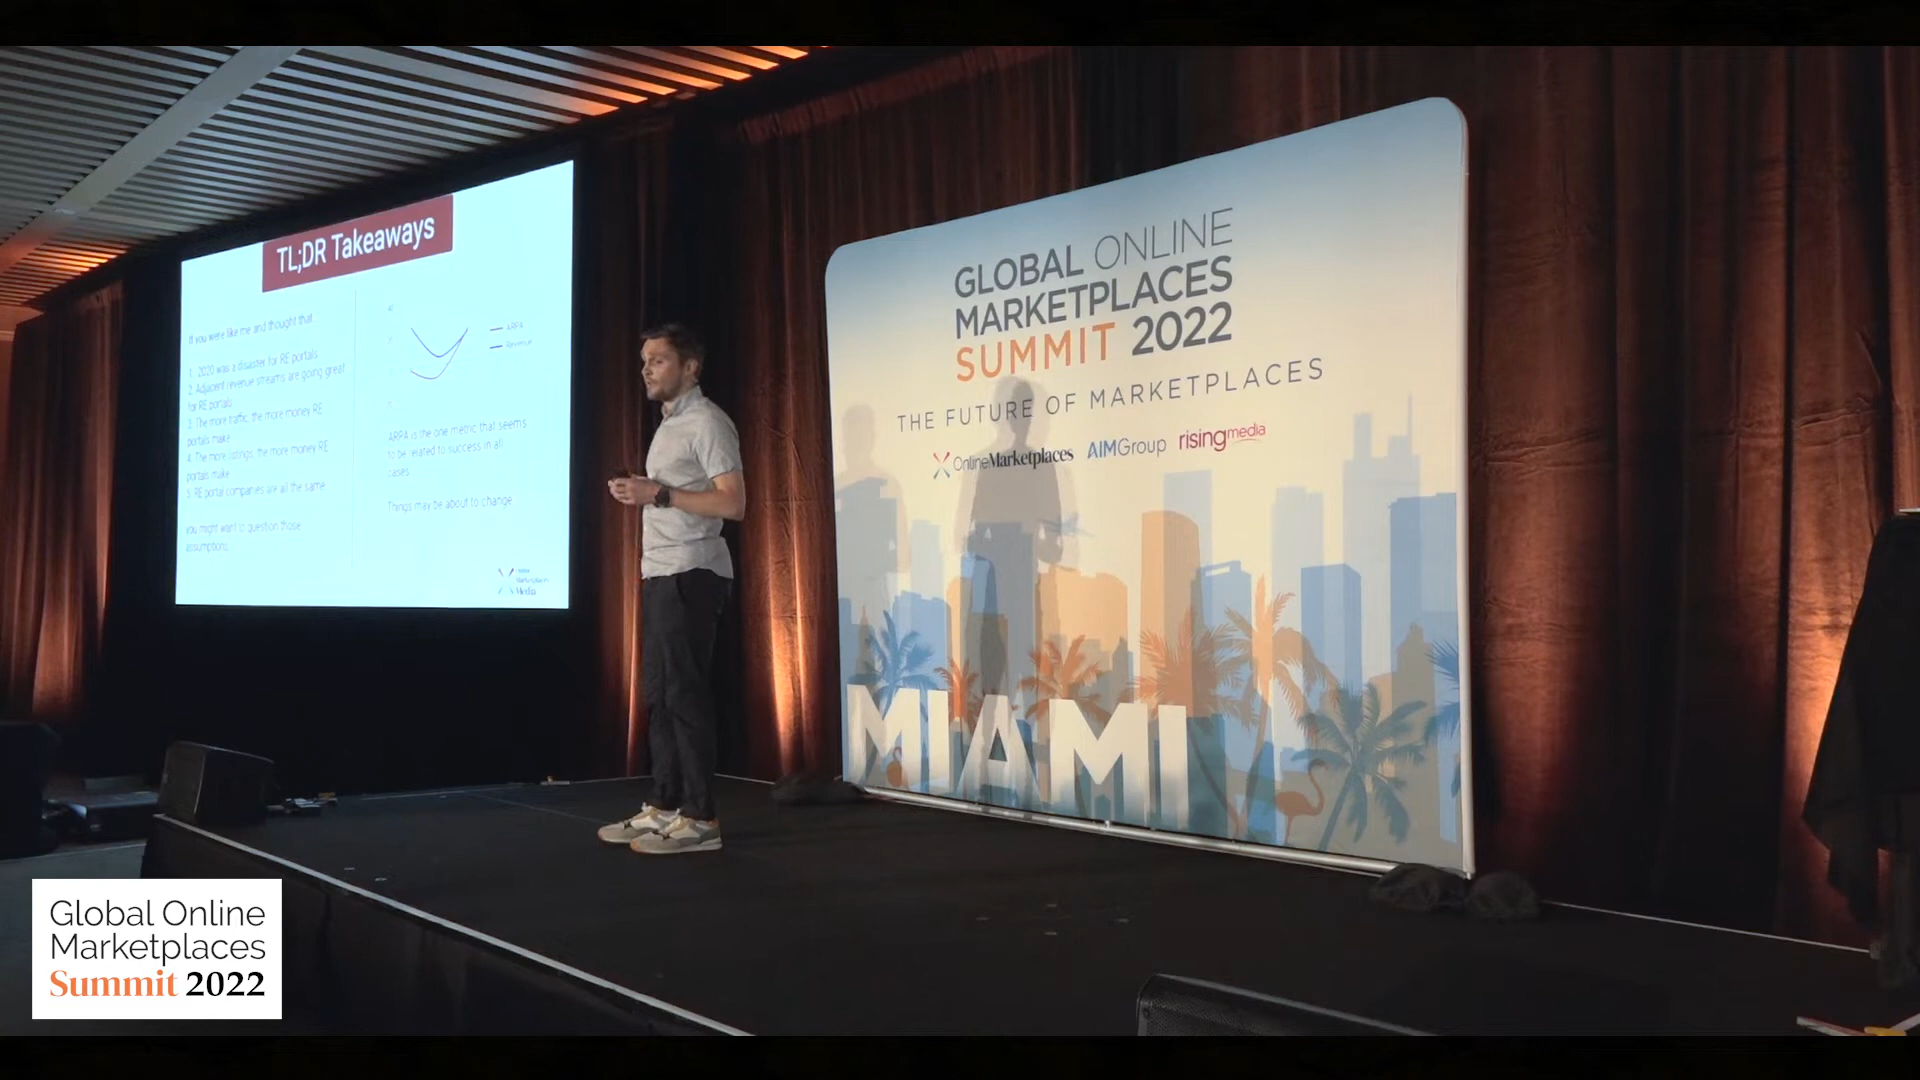 TL;DR Takeaways
If you were like me and thought that
1. 2020 was a disaster for RE portals
2. Adjacent revenue streams are going great
for RE portals
3. The more traffic, the more money RE
portals make
4. The more listings, the more money RE
portals make
5. RE portal companies are all the same
you might want to question those
assumptions.
ARPA
Revenue
ARPA is the one metric that seems
to be related to success in all
cases.
Things may be about to change
Online
Marketplaces
Media
GLOBAL ONLINE
MARKETPLACES
SUMMIT 2022
THE FUTURE OF MARKETPLACES
OnlineMarketplaces AIMGroup risingmedia
MIAMI
Global Online
Marketplaces
Summit 2022